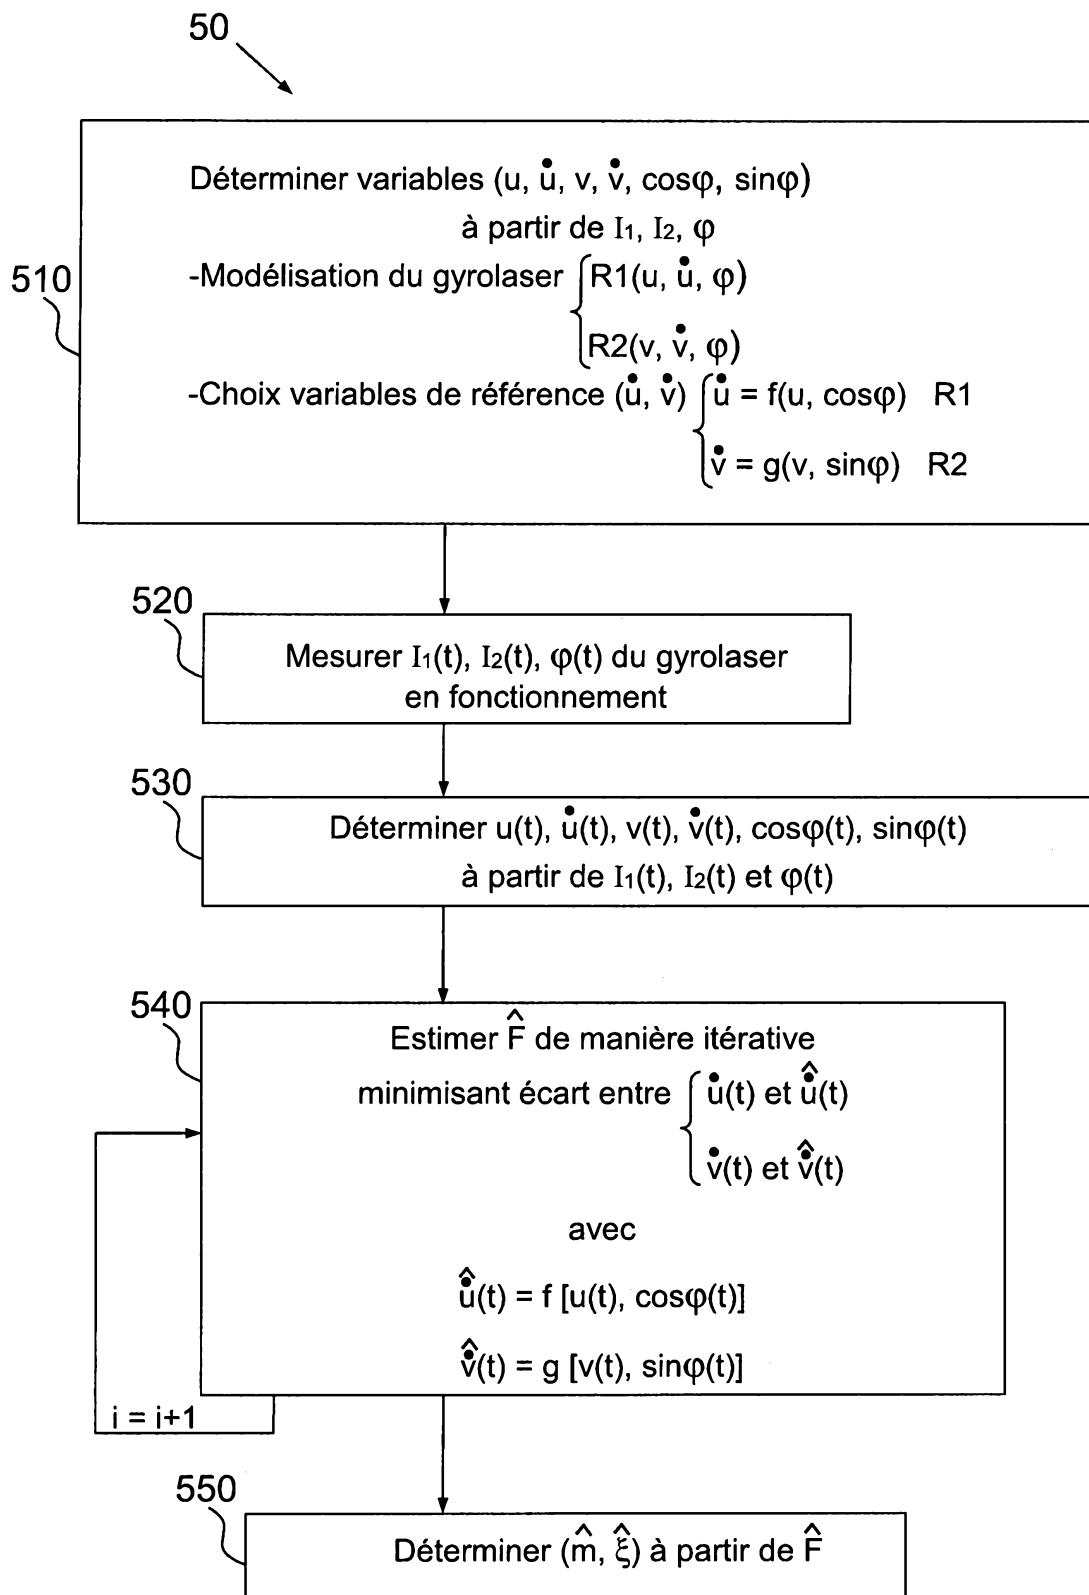 50
Déterminer variables (u, u̇, v, v̇, cosφ, sinφ)
à partir de I₁, I₂, φ
510
-Modélisation du gyrolaser { R1(u, u̇, φ)
R2(v, v̇, φ)
-Choix variables de référence (u̇, v̇) { u̇ = f(u, cosφ) R1
v̇ = g(v, sinφ) R2
520
Mesurer I₁(t), I₂(t), φ(t) du gyrolaser
en fonctionnement
530
Déterminer u(t), u̇(t), v(t), v̇(t), cosφ(t), sinφ(t)
à partir de I₁(t), I₂(t) et φ(t)
540
Estimer F̂ de manière itérative
minimisant écart entre { u̇(t) et u̇̂(t)
v̇(t) et v̇̂(t)
avec
u̇̂(t) = f [u(t), cosφ(t)]
v̇̂(t) = g [v(t), sinφ(t)]
i = i+1
550
Déterminer (m̂, ξ̂) à partir de F̂